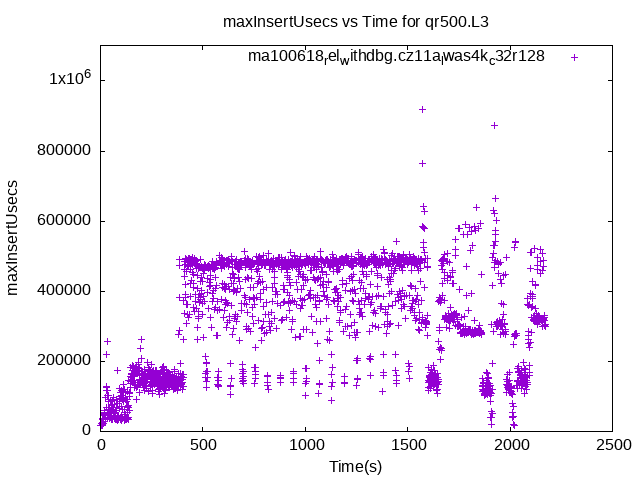 maxInsertUsecs vs Time for qr500.L3
ma100618relwithdbg.cz11aiwas4kc32r128
1x106
800000
600000
400000
200000
0
maxInsertUsecs
0 500 1000 1500 2000 2500
Time(s)